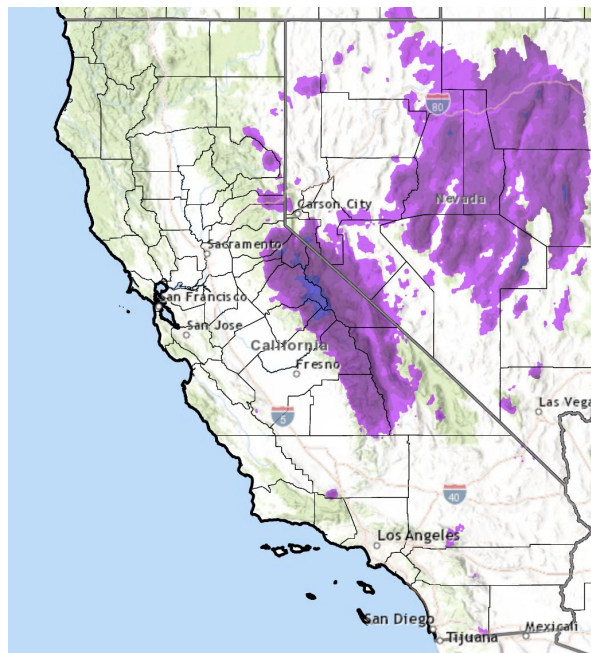 80
Nevada
Carson City
Sacramento
San Francisco
San Jose
California
Fresno
Las Vega
5
40
Los Angeles
San Diego
Mexicali
Tijuana